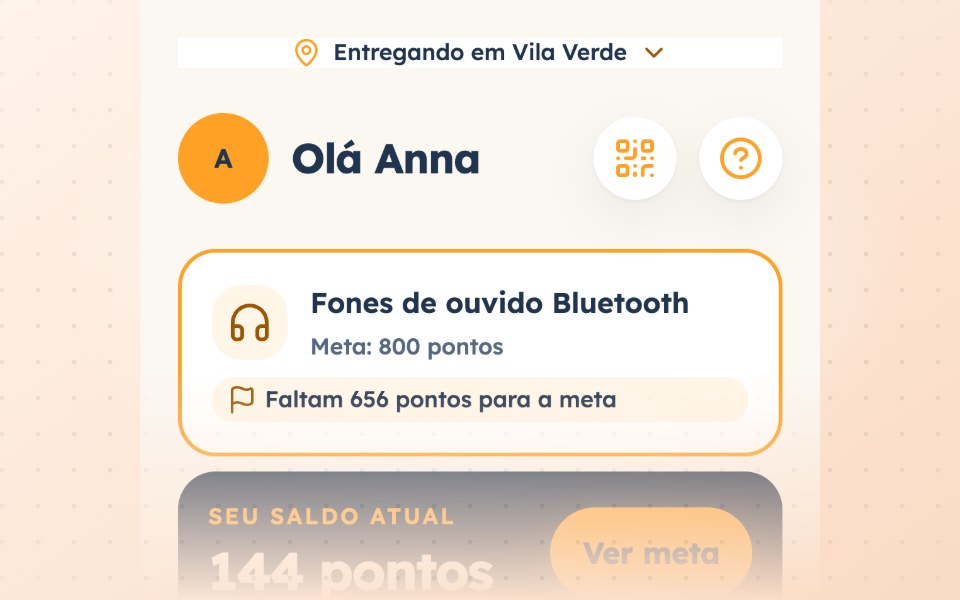 Entregando em Vila Verde
A
Olá Anna
Fones de ouvido Bluetooth
Meta: 800 pontos
Faltam 656 pontos para a meta
SEU SALDO ATUAL
144 pontos
Ver meta